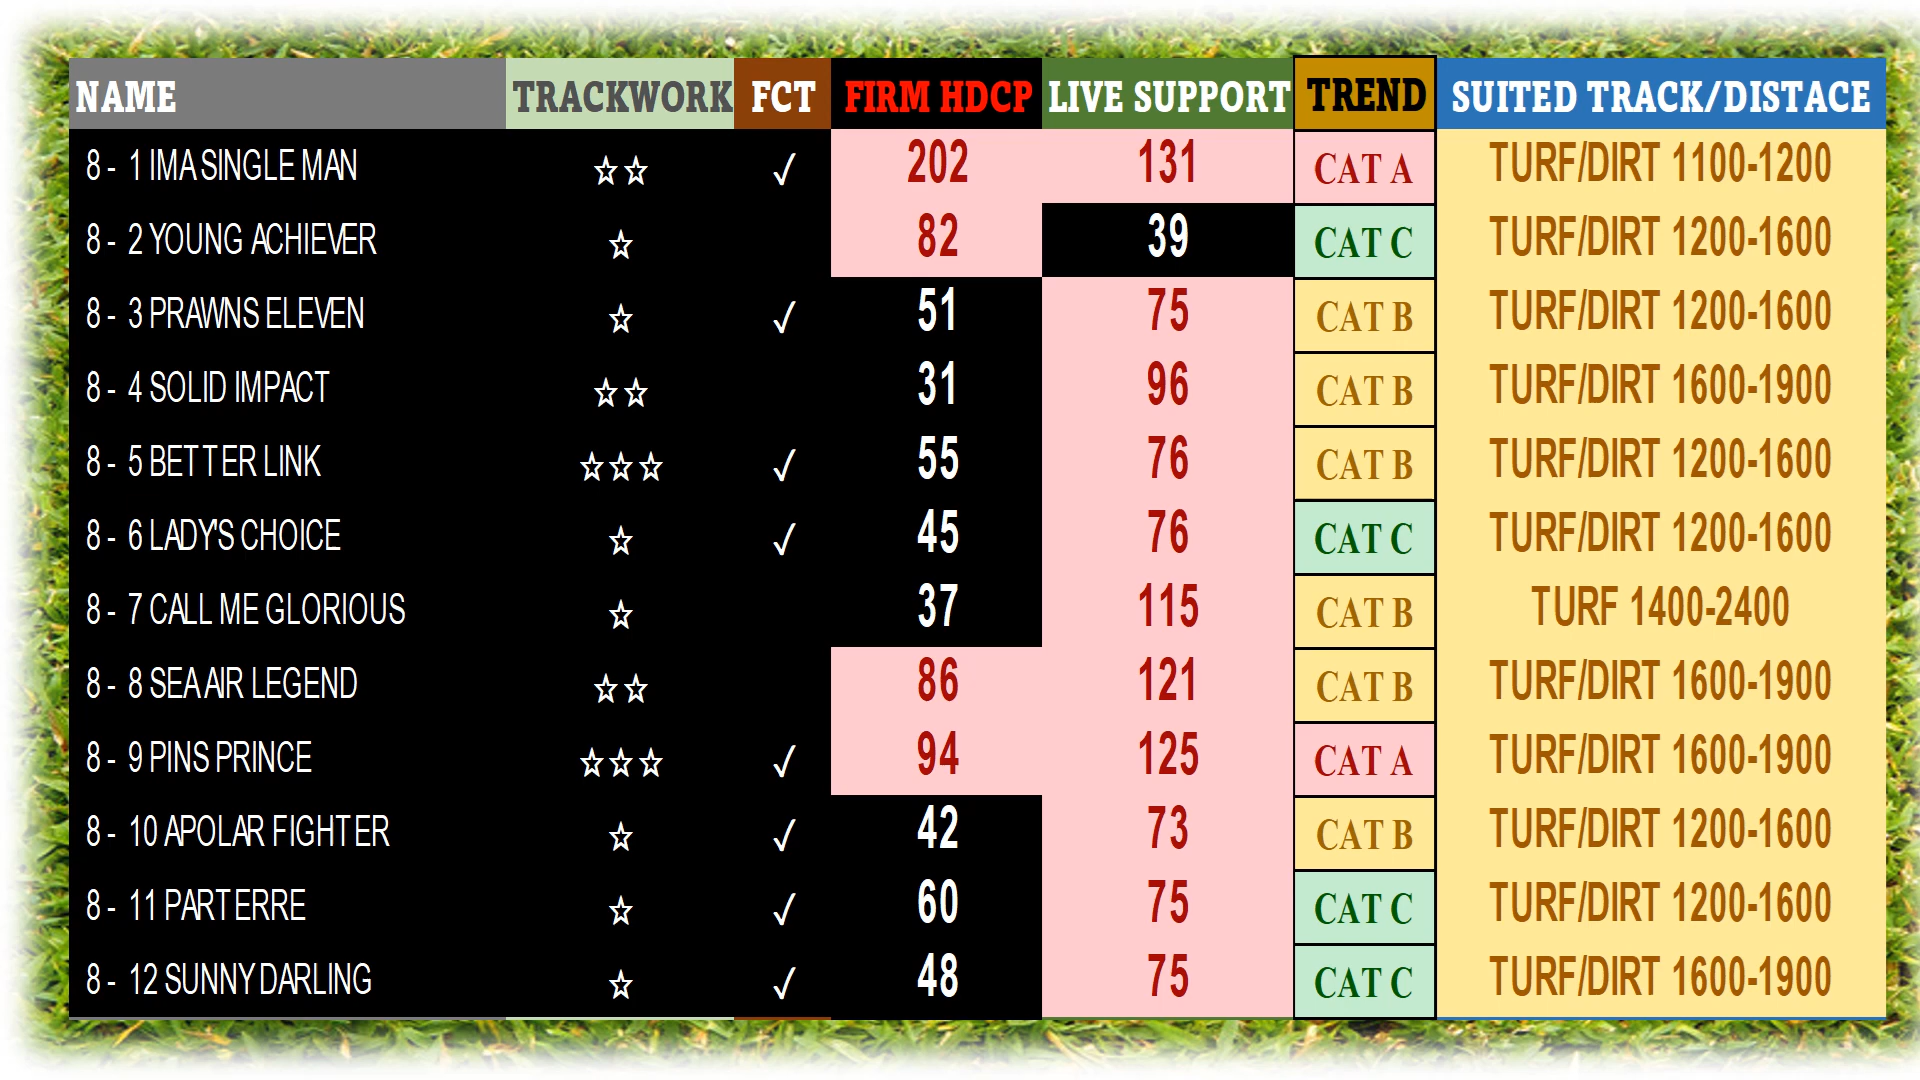 NAME TRACKWORK FCT FIRM HDCP LIVE SUPPORT TREND SUITED TRACK/DISTACE
8 - 1 IMA SINGLE MAN ☆☆ ✓ 202 131 CAT A TURF/DIRT 1100-1200
8 - 2 YOUNG ACHIEVER ☆ 82 39 CAT C TURF/DIRT 1200-1600
8 - 3 PRAWNS ELEVEN ☆ ✓ 51 75 CAT B TURF/DIRT 1200-1600
8 - 4 SOLID IMPACT ☆☆ 31 96 CAT B TURF/DIRT 1600-1900
8 - 5 BETTER LINK ☆☆☆ ✓ 55 76 CAT B TURF/DIRT 1200-1600
8 - 6 LADY'S CHOICE ☆ ✓ 45 76 CAT C TURF/DIRT 1200-1600
8 - 7 CALL ME GLORIOUS ☆ 37 115 CAT B TURF 1400-2400
8 - 8 SEA AIR LEGEND ☆☆ 86 121 CAT B TURF/DIRT 1600-1900
8 - 9 PINS PRINCE ☆☆☆ ✓ 94 125 CAT A TURF/DIRT 1600-1900
8 - 10 APOLAR FIGHTER ☆ ✓ 42 73 CAT B TURF/DIRT 1200-1600
8 - 11 PARTERRE ☆ ✓ 60 75 CAT C TURF/DIRT 1200-1600
8 - 12 SUNNY DARLING ☆ ✓ 48 75 CAT C TURF/DIRT 1600-1900